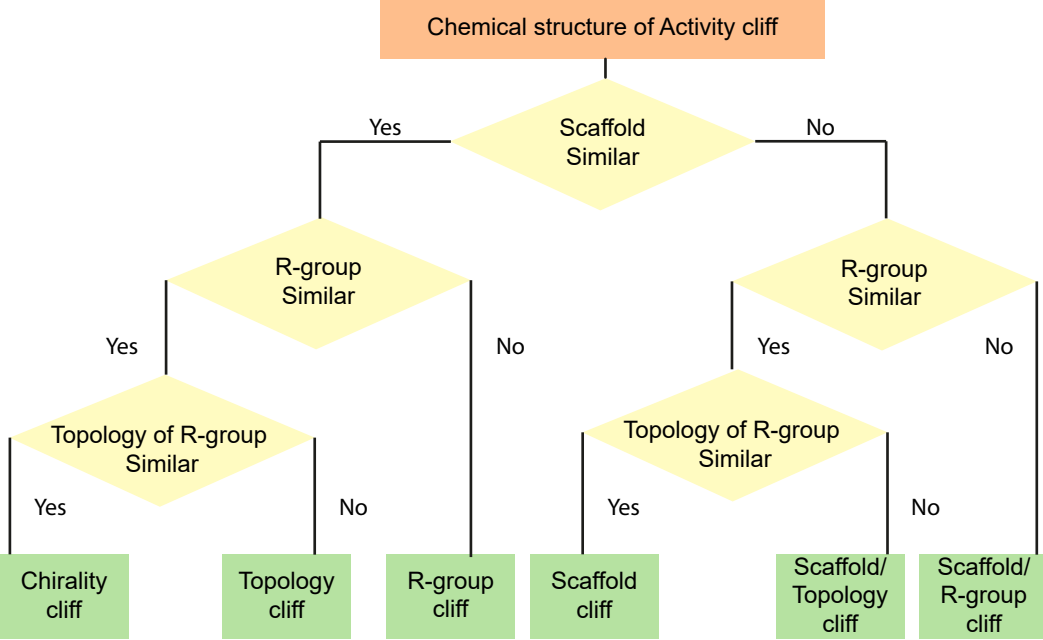 Chemical structure of Activity cliff
Yes
Scaffold
Similar
No
R-group
Similar
R-group
Similar
Yes
No
Yes
No
Topology of R-group
Similar
Topology of R-group
Similar
Yes
No
Yes
No
Chirality
cliff
Topology
cliff
R-group
cliff
Scaffold
cliff
Scaffold/
Topology
cliff
Scaffold/
R-group
cliff